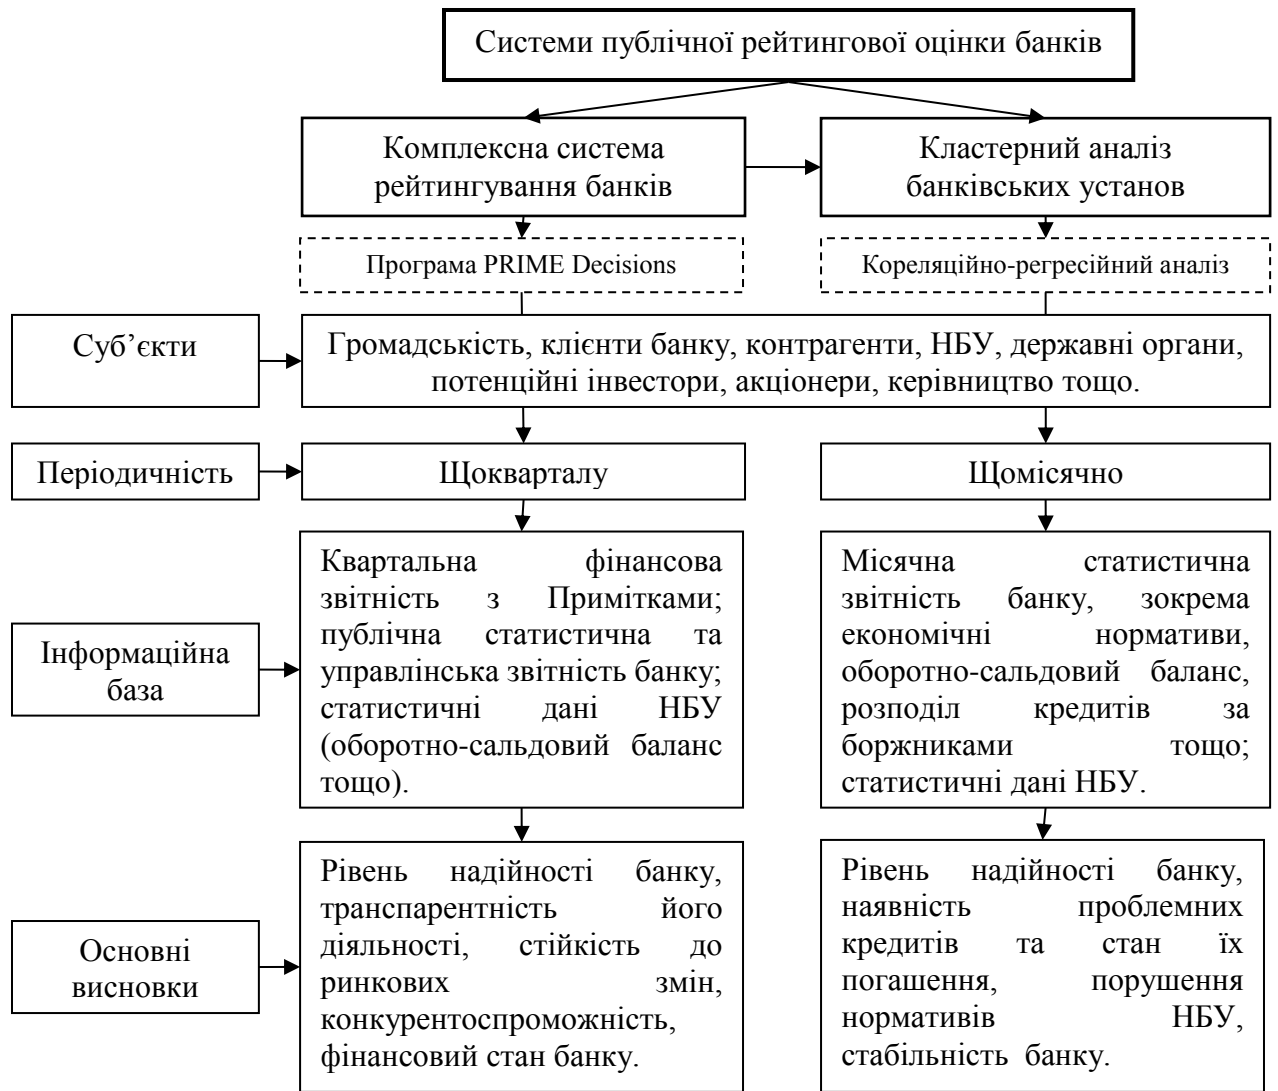 Системи публічної рейтингової оцінки банків
Комплексна система
рейтингування банків
Кластерний аналіз
банківських установ
Програма PRIME Decisions
Кореляційно-регресійний аналіз
Суб’єкти
Громадськість, клієнти банку, контрагенти, НБУ, державні органи,
потенційні інвестори, акціонери, керівництво тощо.
Періодичність
Щокварталу
Щомісячно
Інформаційна
база
Квартальна фінансова
звітність з Примітками;
публічна статистична та
управлінська звітність банку;
статистичні дані НБУ
(оборотно-сальдовий баланс
тощо).
Місячна статистична
звітність банку, зокрема
економічні нормативи,
оборотно-сальдовий баланс,
розподіл кредитів за
боржниками тощо;
статистичні дані НБУ.
Основні
висновки
Рівень надійності банку,
транспарентність його
діяльності, стійкість до
ринкових змін,
конкурентоспроможність,
фінансовий стан банку.
Рівень надійності банку,
наявність проблемних
кредитів та стан їх
погашення, порушення
нормативів НБУ,
стабільність банку.